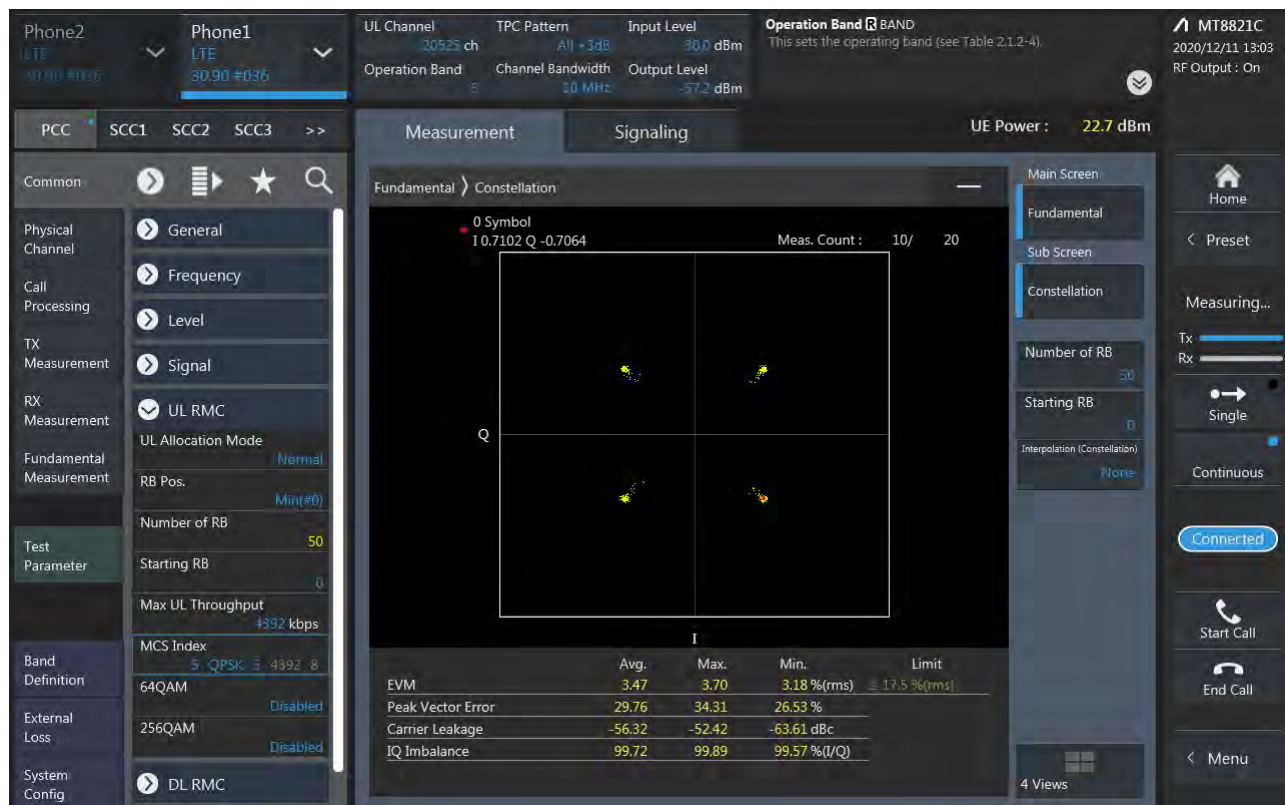 Phone2
LTE
30.90 #036
Phone1
LTE
30.90 #036
UL Channel
20525 ch
TPC Pattern
All +3dB
Input Level
30.0 dBm
Operation Band
5
Channel Bandwidth
10 MHz
Output Level
-57.2 dBm
Operation Band R BAND
This sets the operating band (see Table 2.1.2-4).
MT8821C
2020/12/11 13:03
RF Output : On
PCC SCC1 SCC2 SCC3 >>
Measurement
Signaling
UE Power : 22.7 dBm
Common
Physical
Channel
Call
Processing
TX
Measurement
RX
Measurement
Fundamental
Measurement
Test
Parameter
Band
Definition
External
Loss
System
Config
General
Frequency
Level
Signal
UL RMC
UL Allocation Mode
Normal
RB Pos.
Min(#0)
Number of RB
50
Starting RB
0
Max UL Throughput
4392 kbps
MCS Index
5 QPSK 5 4392 8
64QAM
Disabled
256QAM
Disabled
DL RMC
Fundamental 〉 Constellation
0 Symbol
I 0.7102 Q -0.7064
Meas. Count : 10/ 20
Q
I
Avg. Max. Min. Limit
EVM 3.47 3.70 3.18 %(rms) ≤ 17.5 %(rms)
Peak Vector Error 29.76 34.31 26.53 %
Carrier Leakage -56.32 -52.42 -63.61 dBc
IQ Imbalance 99.72 99.89 99.57 %(I/Q)
Main Screen
Fundamental
Sub Screen
Constellation
Number of RB
50
Starting RB
0
Interpolation (Constellation)
None
4 Views
Home
< Preset
Measuring...
Tx
Rx
Single
Continuous
Connected
Start Call
End Call
< Menu